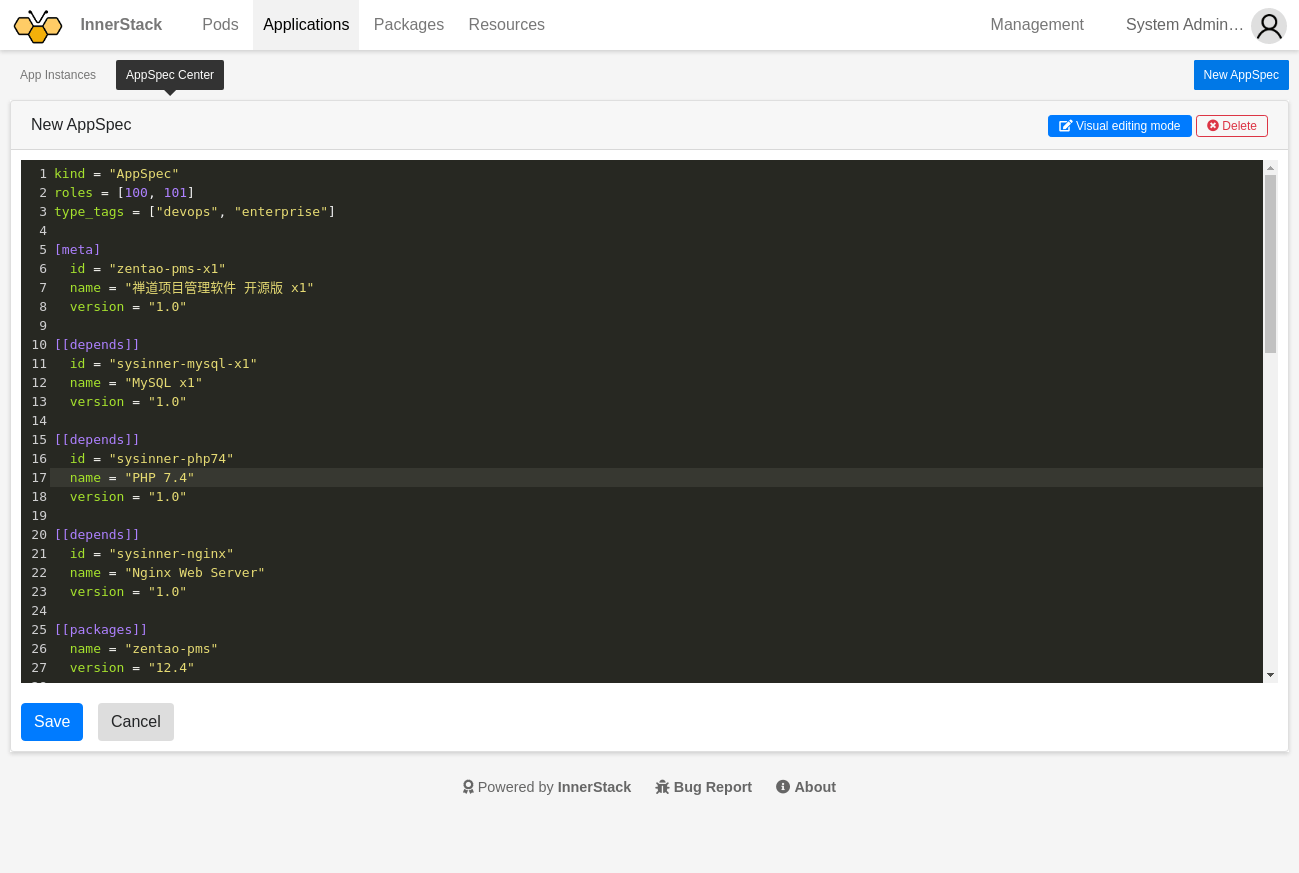 InnerStack Pods Applications Packages Resources Management System Admin…
App Instances AppSpec Center New AppSpec
New AppSpec Visual editing mode Delete
1 kind = "AppSpec"
2 roles = [100, 101]
3 type_tags = ["devops", "enterprise"]
4
5 [meta]
6 id = "zentao-pms-x1"
7 name = "禅道项目管理软件 开源版 x1"
8 version = "1.0"
9
10 [[depends]]
11 id = "sysinner-mysql-x1"
12 name = "MySQL x1"
13 version = "1.0"
14
15 [[depends]]
16 id = "sysinner-php74"
17 name = "PHP 7.4"
18 version = "1.0"
19
20 [[depends]]
21 id = "sysinner-nginx"
22 name = "Nginx Web Server"
23 version = "1.0"
24
25 [[packages]]
26 name = "zentao-pms"
27 version = "12.4"
Save Cancel
Powered by InnerStack Bug Report About